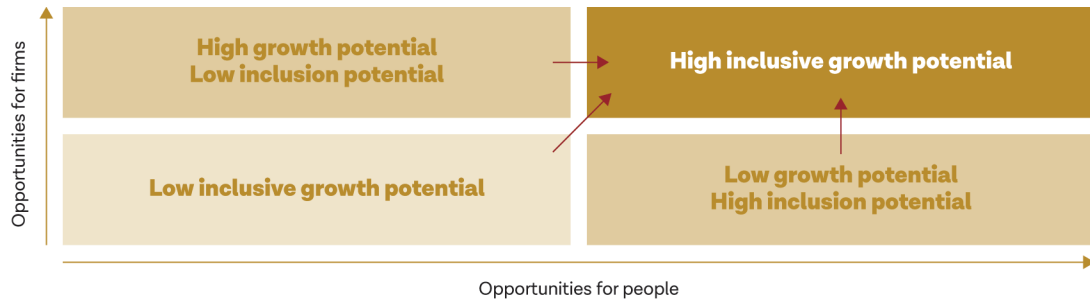 Opportunities for firms
High growth potential
Low inclusion potential
High inclusive growth potential
Low inclusive growth potential
Low growth potential
High inclusion potential
Opportunities for people